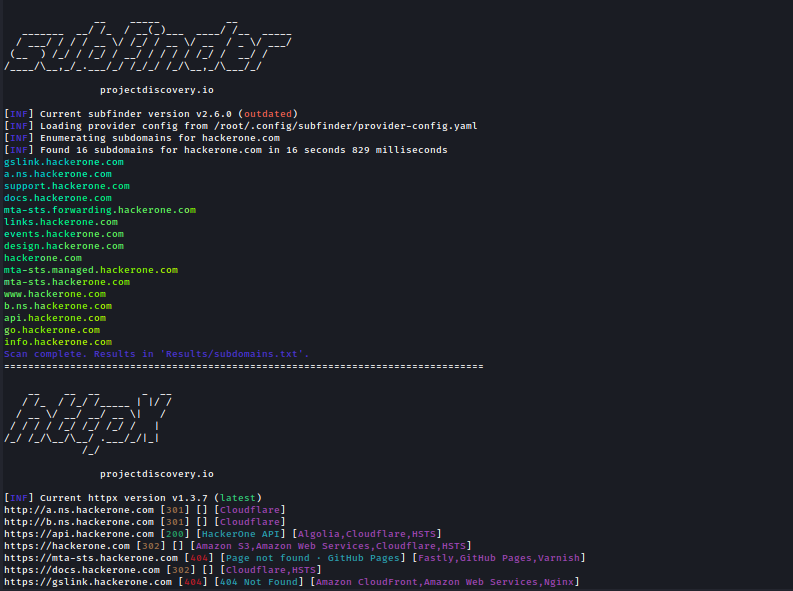 subfinder
projectdiscovery.io
[INF] Current subfinder version v2.6.0 (outdated)
[INF] Loading provider config from /root/.config/subfinder/provider-config.yaml
[INF] Enumerating subdomains for hackerone.com
[INF] Found 16 subdomains for hackerone.com in 16 seconds 829 milliseconds
gslink.hackerone.com
a.ns.hackerone.com
support.hackerone.com
docs.hackerone.com
mta-sts.forwarding.hackerone.com
links.hackerone.com
events.hackerone.com
design.hackerone.com
hackerone.com
mta-sts.managed.hackerone.com
mta-sts.hackerone.com
www.hackerone.com
b.ns.hackerone.com
api.hackerone.com
go.hackerone.com
info.hackerone.com
Scan complete. Results in 'Results/subdomains.txt'.
================================================================================
httpx
projectdiscovery.io
[INF] Current httpx version v1.3.7 (latest)
http://a.ns.hackerone.com [301] [] [Cloudflare]
http://b.ns.hackerone.com [301] [] [Cloudflare]
https://api.hackerone.com [200] [HackerOne API] [Algolia,Cloudflare,HSTS]
https://hackerone.com [302] [] [Amazon S3,Amazon Web Services,Cloudflare,HSTS]
https://mta-sts.hackerone.com [404] [Page not found · GitHub Pages] [Fastly,GitHub Pages,Varnish]
https://docs.hackerone.com [302] [] [Cloudflare,HSTS]
https://gslink.hackerone.com [404] [404 Not Found] [Amazon CloudFront,Amazon Web Services,Nginx]